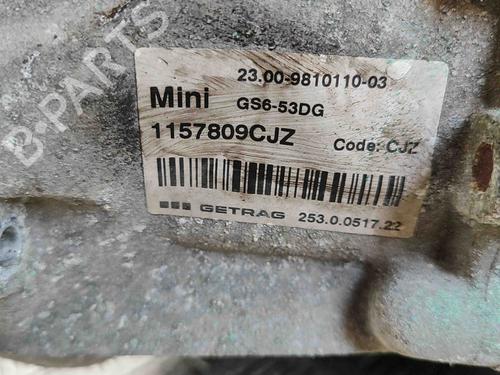 B-PARTS
23.00-9810110-03
Mini GS6-53DG
1157809CJZ Code: CJZ
GETRAG 253.0.0517.22